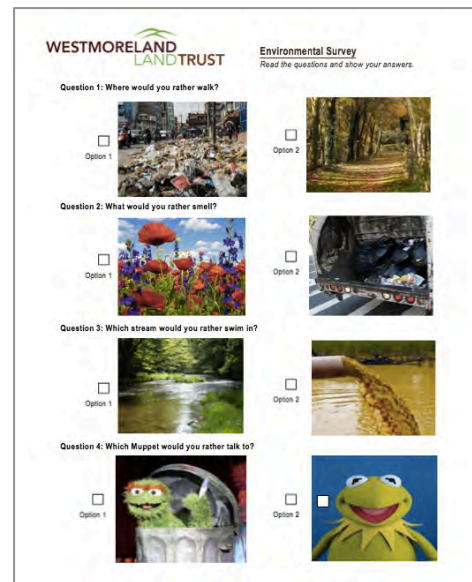 WESTMORELAND
LANDTRUST
Environmental Survey
Read the questions and show your answers.
Question 1: Where would you rather walk?
Option 1
Option 2
Question 2: What would you rather smell?
Option 1
Option 2
Question 3: Which stream would you rather swim in?
Option 1
Option 2
Question 4: Which Muppet would you rather talk to?
Option 1
Option 2